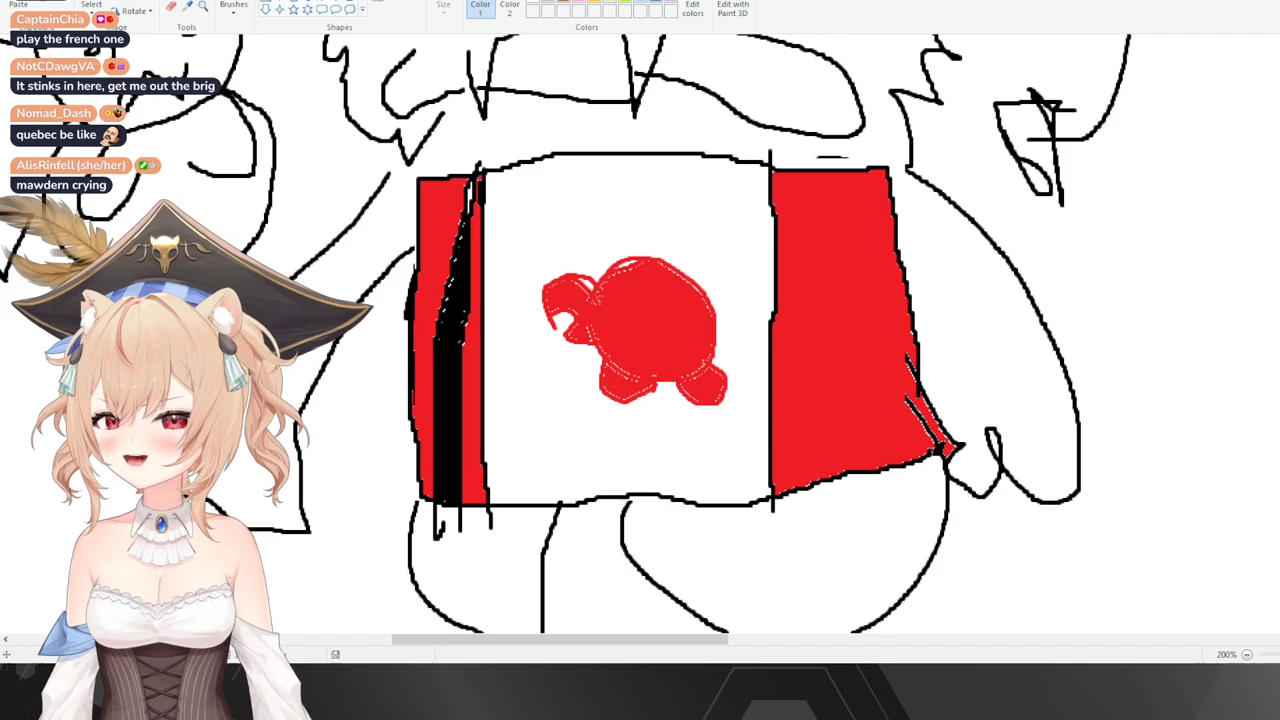 Paste
Select
Rotate
Brushes
Size
Color
1
Color
2
Edit
colors
Edit with
Paint 3D
Image
Tools
Shapes
Colors
CaptainChia
play the french one
NotCDawgVA
It stinks in here, get me out the brig
Nomad_Dash
quebec be like
AlisRinfell (she/her)
mawdern crying
200%